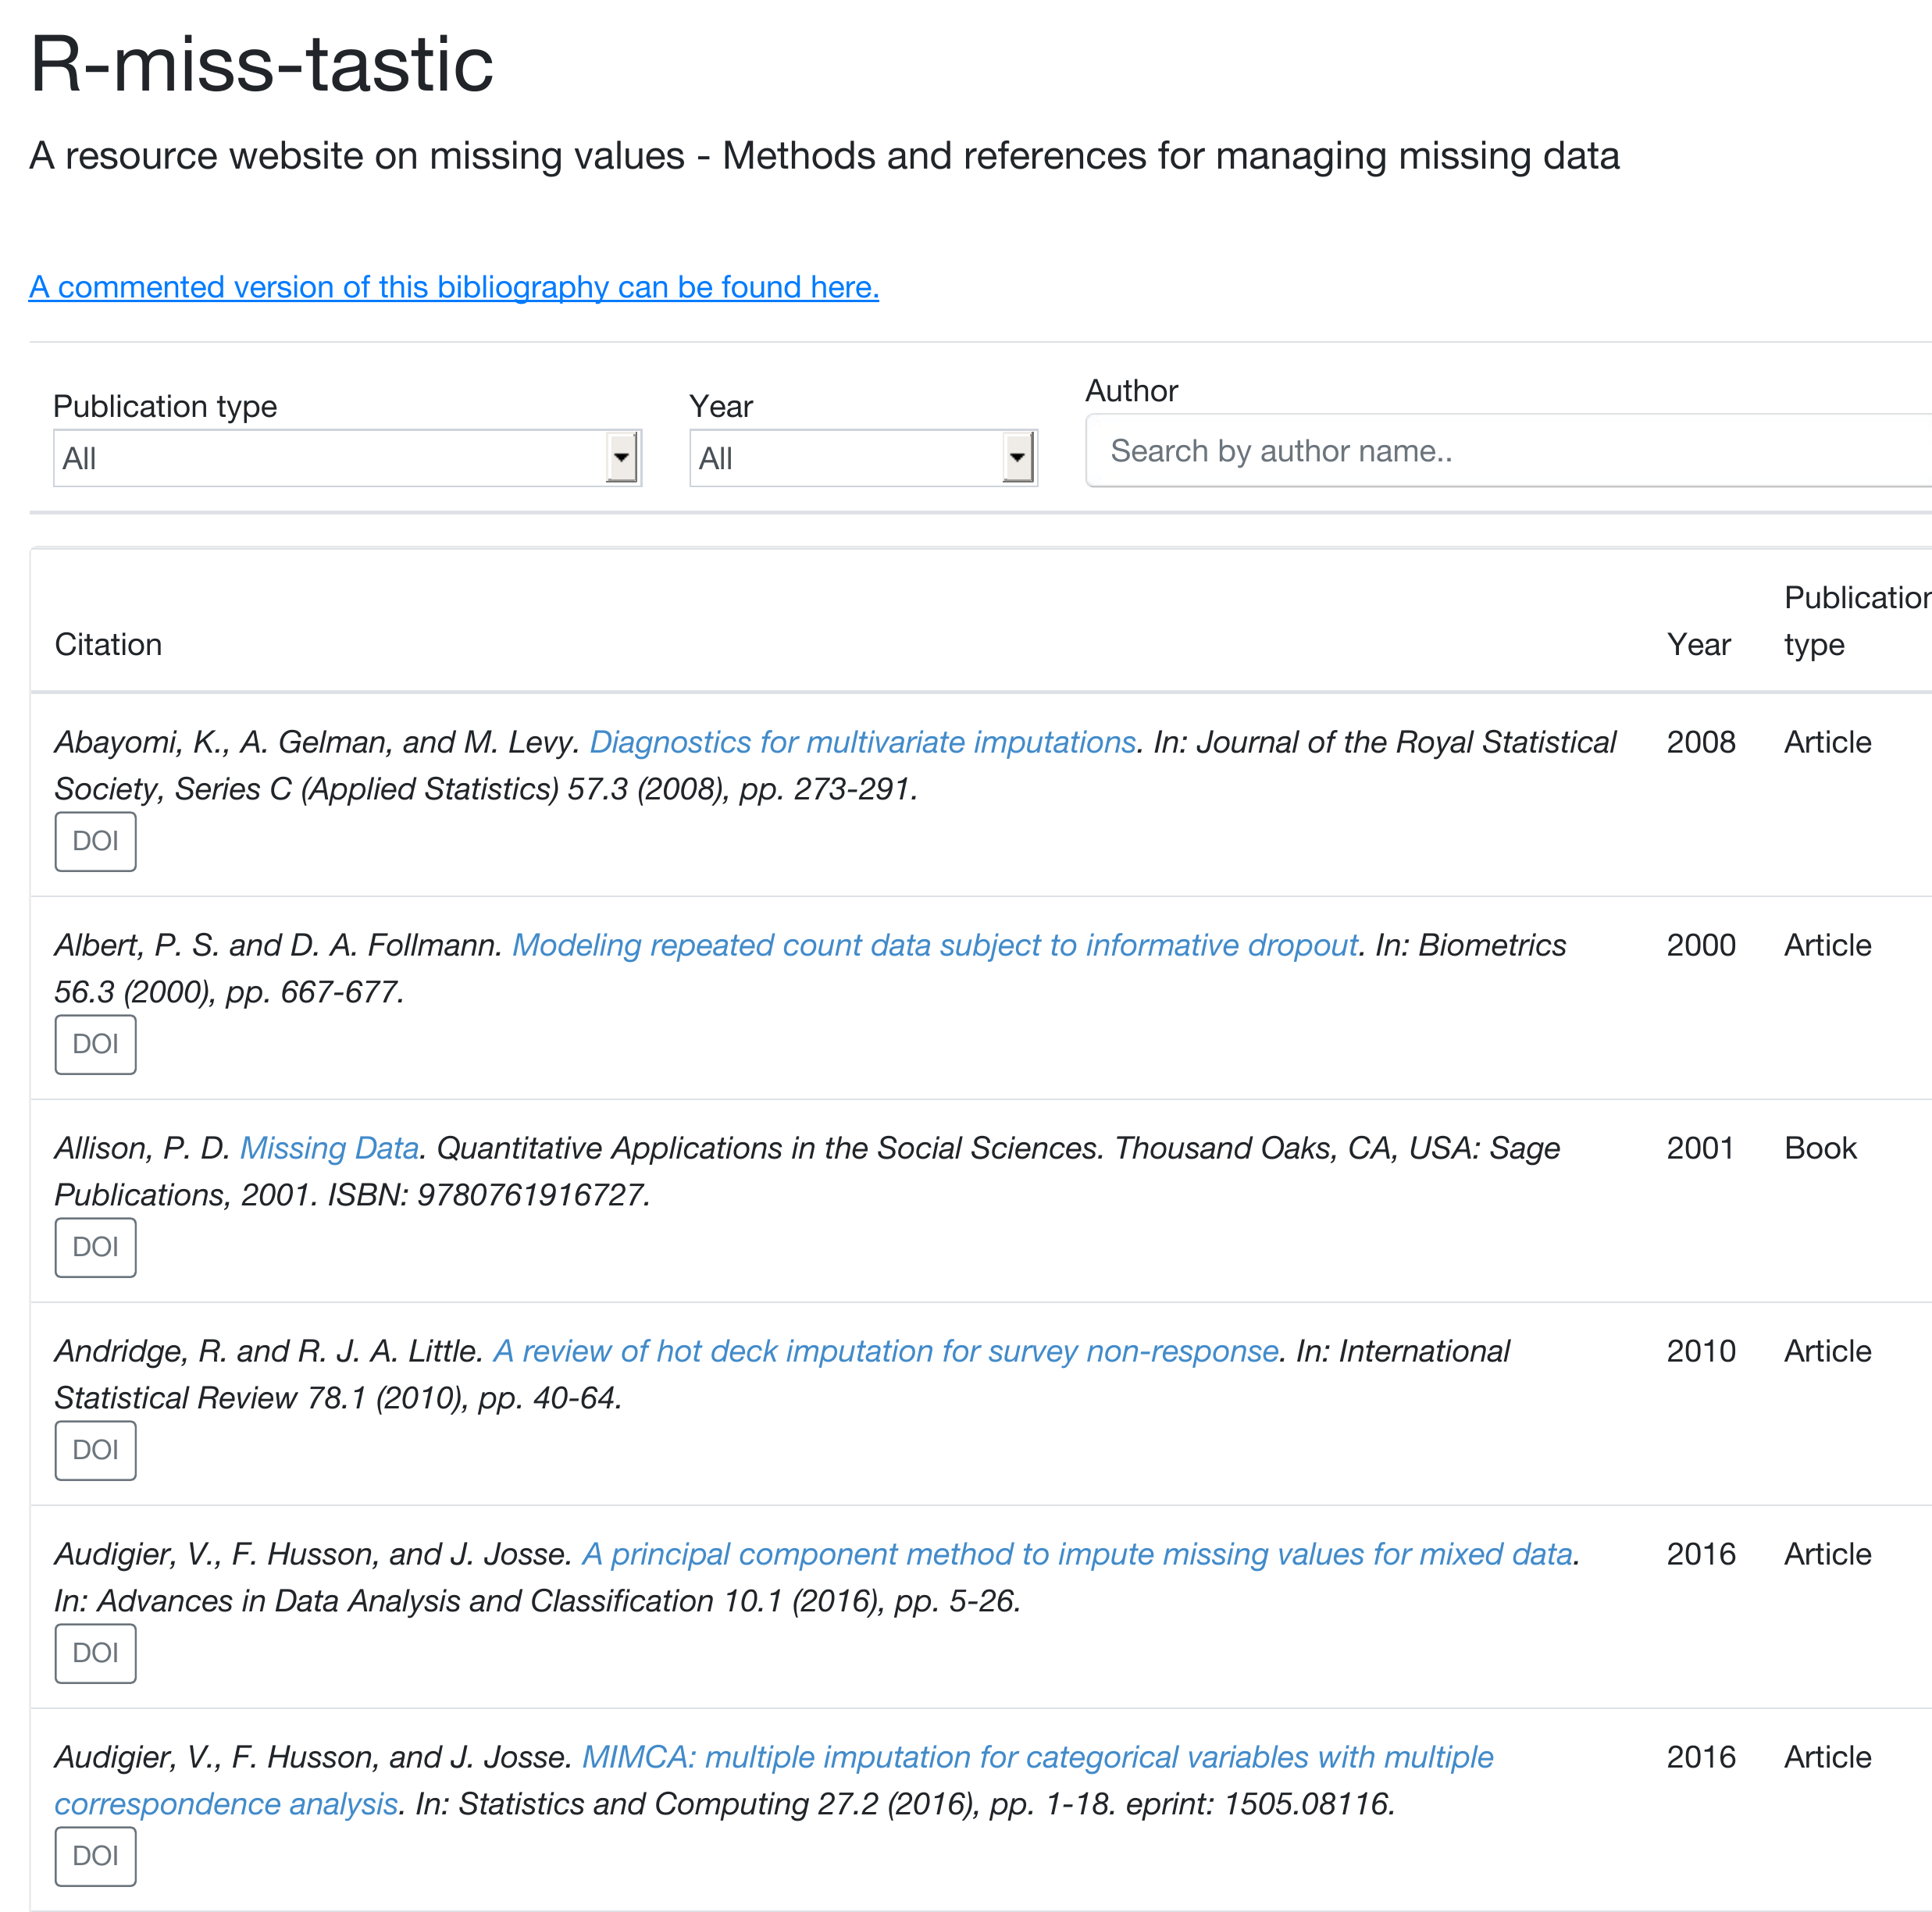 R-miss-tastic
A resource website on missing values - Methods and references for managing missing data
A commented version of this bibliography can be found here.
Publication type
All
Year
All
Author
Search by author name..
Citation
Year
Publication
type
Abayomi, K., A. Gelman, and M. Levy. Diagnostics for multivariate imputations. In: Journal of the Royal Statistical
Society, Series C (Applied Statistics) 57.3 (2008), pp. 273-291.
DOI
2008
Article
Albert, P. S. and D. A. Follmann. Modeling repeated count data subject to informative dropout. In: Biometrics
56.3 (2000), pp. 667-677.
DOI
2000
Article
Allison, P. D. Missing Data. Quantitative Applications in the Social Sciences. Thousand Oaks, CA, USA: Sage
Publications, 2001. ISBN: 9780761916727.
DOI
2001
Book
Andridge, R. and R. J. A. Little. A review of hot deck imputation for survey non-response. In: International
Statistical Review 78.1 (2010), pp. 40-64.
DOI
2010
Article
Audigier, V., F. Husson, and J. Josse. A principal component method to impute missing values for mixed data.
In: Advances in Data Analysis and Classification 10.1 (2016), pp. 5-26.
DOI
2016
Article
Audigier, V., F. Husson, and J. Josse. MIMCA: multiple imputation for categorical variables with multiple
correspondence analysis. In: Statistics and Computing 27.2 (2016), pp. 1-18. eprint: 1505.08116.
DOI
2016
Article